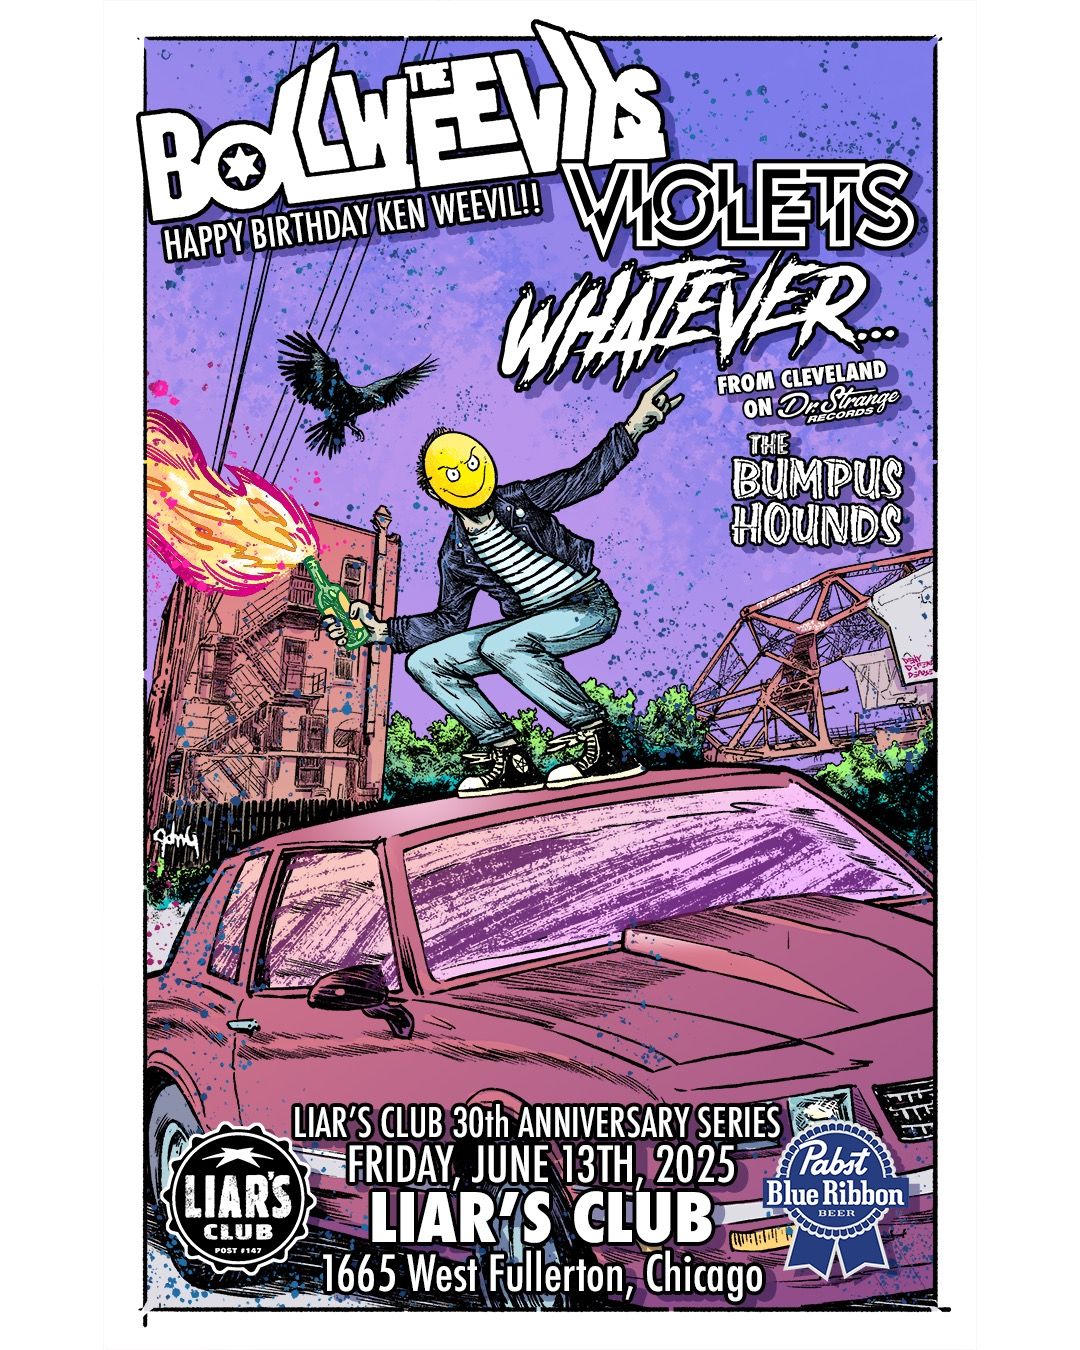 THE
BOLLWEEVILS
HAPPY BIRTHDAY KEN WEEVIL!!
VIOLETS
WHATEVER...
FROM CLEVELAND
ON Dr. Strange
RECORDS
THE
BUMPUS
HOUNDS
LIAR'S CLUB 30th ANNIVERSARY SERIES
FRIDAY, JUNE 13TH, 2025
LIAR'S CLUB
1665 West Fullerton, Chicago
LIAR'S
CLUB
POST #147
Pabst
Blue Ribbon
BEER